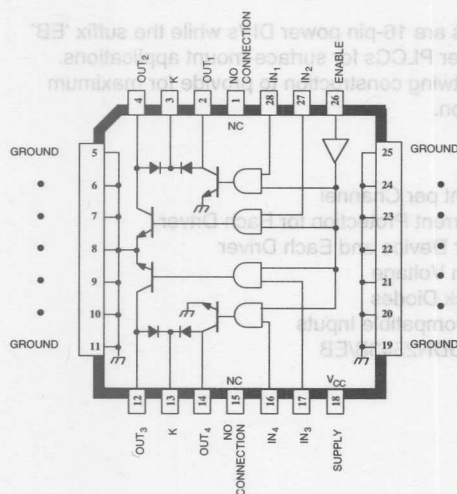 s are 16-pin power DIPs while the suffix 'EB'
er PLCCs for surface mount applications.
twing construction to provide for maximum
on.
OUT2
K
OUT1
NO CONNECTION
IN1
IN2
ENABLE
4
3
2
1
28
27
26
NC
GROUND
5
25
GROUND
6
24
7
23
8
22
9
21
10
20
GROUND
11
19
GROUND
nt per Channel
rrent Protection for Each Driver
r Device and Each Driver
n Voltage
k Diodes
ompatible Inputs
NC
VCC
12
13
14
15
16
17
18
OUT3
K
OUT4
NO CONNECTION
IN4
IN3
SUPPLY